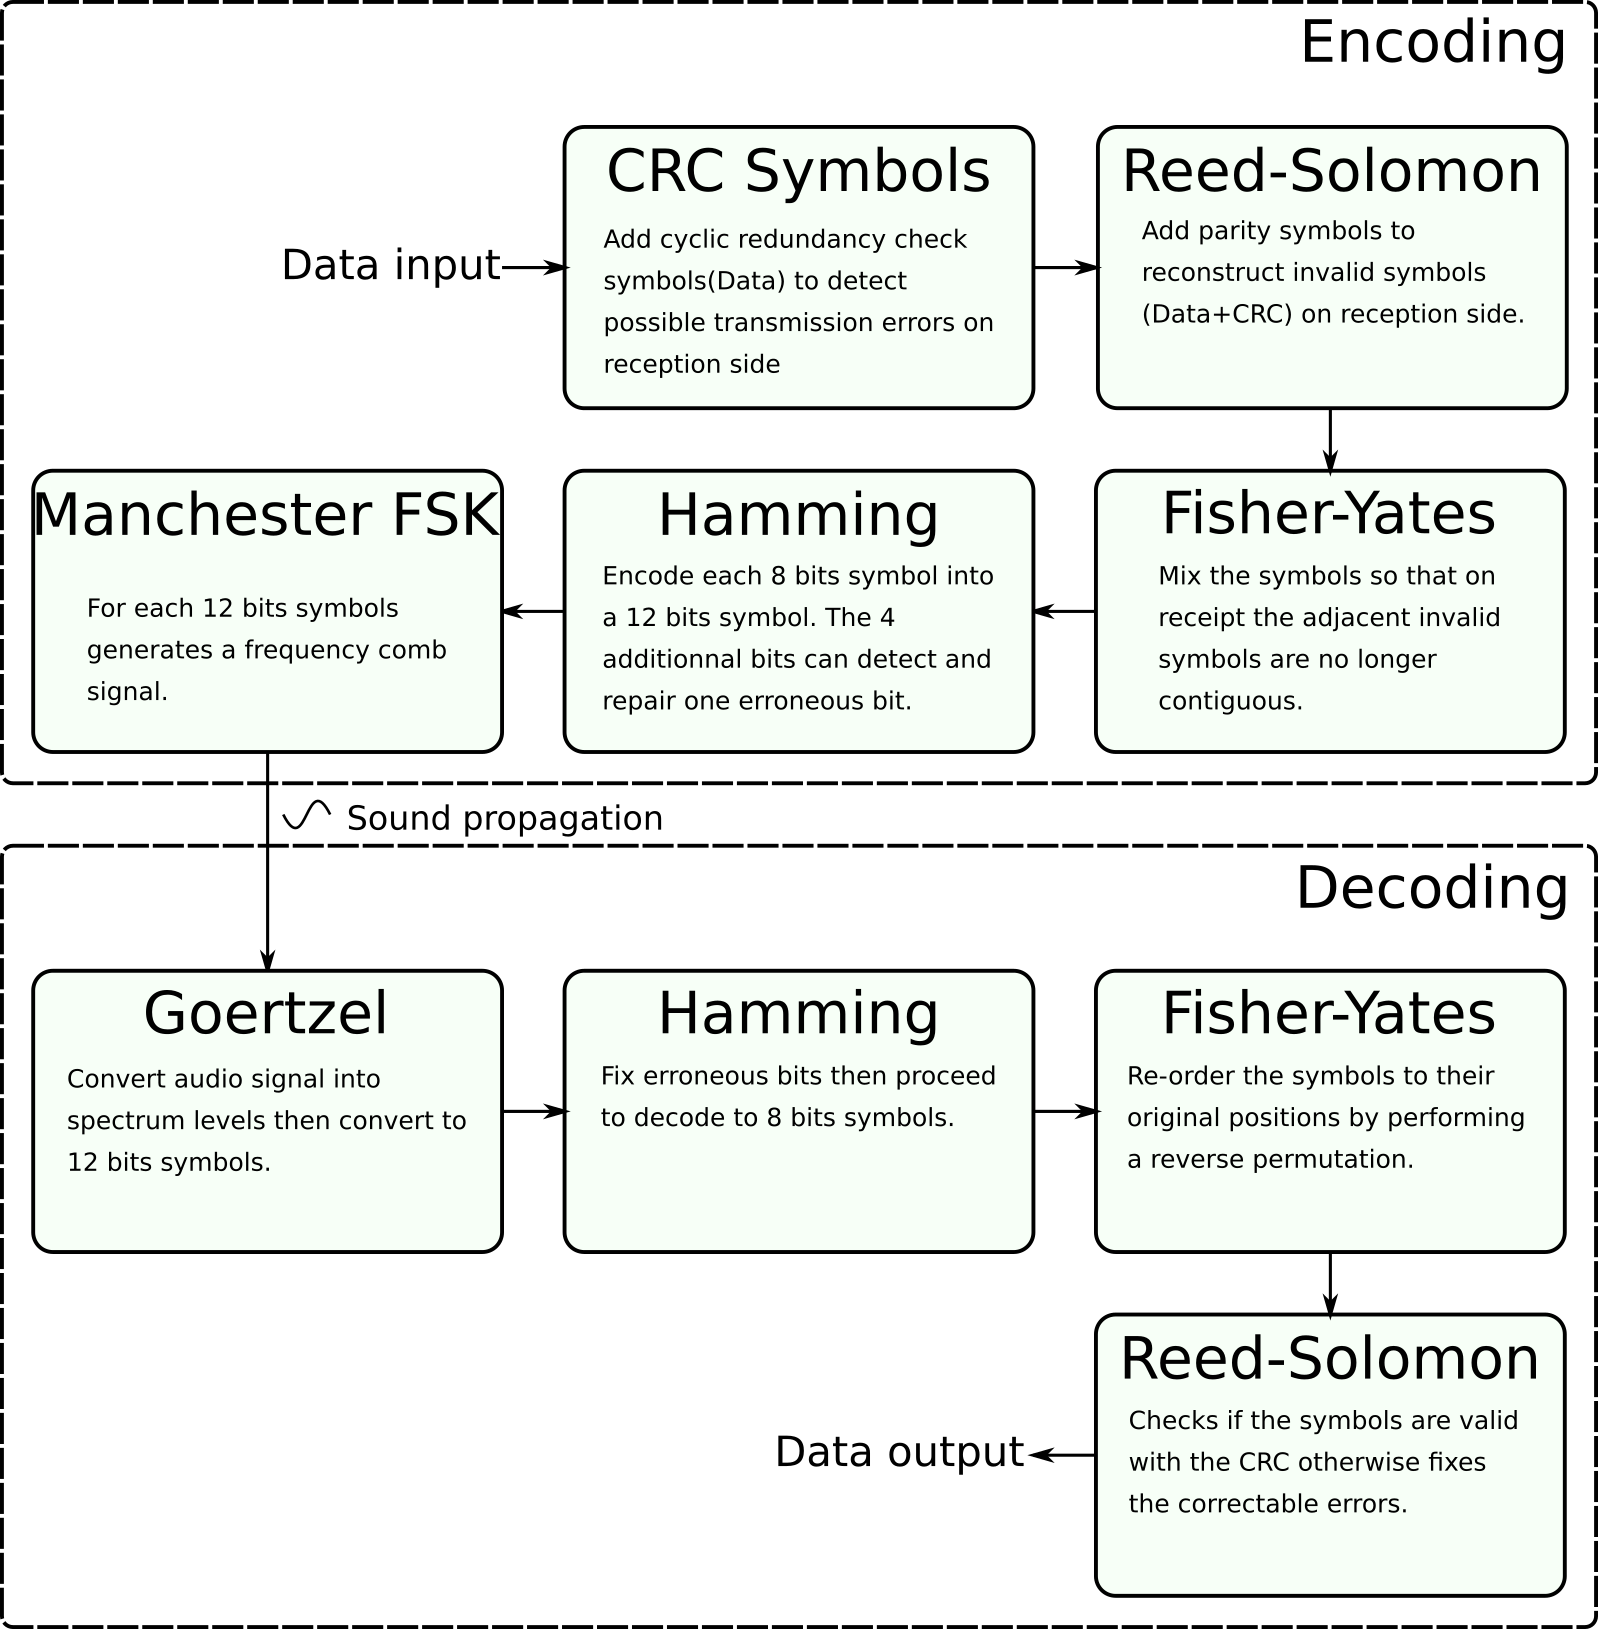 Encoding
CRC Symbols
Add cyclic redundancy check
symbols(Data) to detect
possible transmission errors on
reception side
Reed-Solomon
Add parity symbols to
reconstruct invalid symbols
(Data+CRC) on reception side.
Data input
Manchester FSK
For each 12 bits symbols
generates a frequency comb
signal.
Hamming
Encode each 8 bits symbol into
a 12 bits symbol. The 4
additionnal bits can detect and
repair one erroneous bit.
Fisher-Yates
Mix the symbols so that on
receipt the adjacent invalid
symbols are no longer
contiguous.
Sound propagation
Decoding
Goertzel
Convert audio signal into
spectrum levels then convert to
12 bits symbols.
Hamming
Fix erroneous bits then proceed
to decode to 8 bits symbols.
Fisher-Yates
Re-order the symbols to their
original positions by performing
a reverse permutation.
Reed-Solomon
Checks if the symbols are valid
with the CRC otherwise fixes
the correctable errors.
Data output